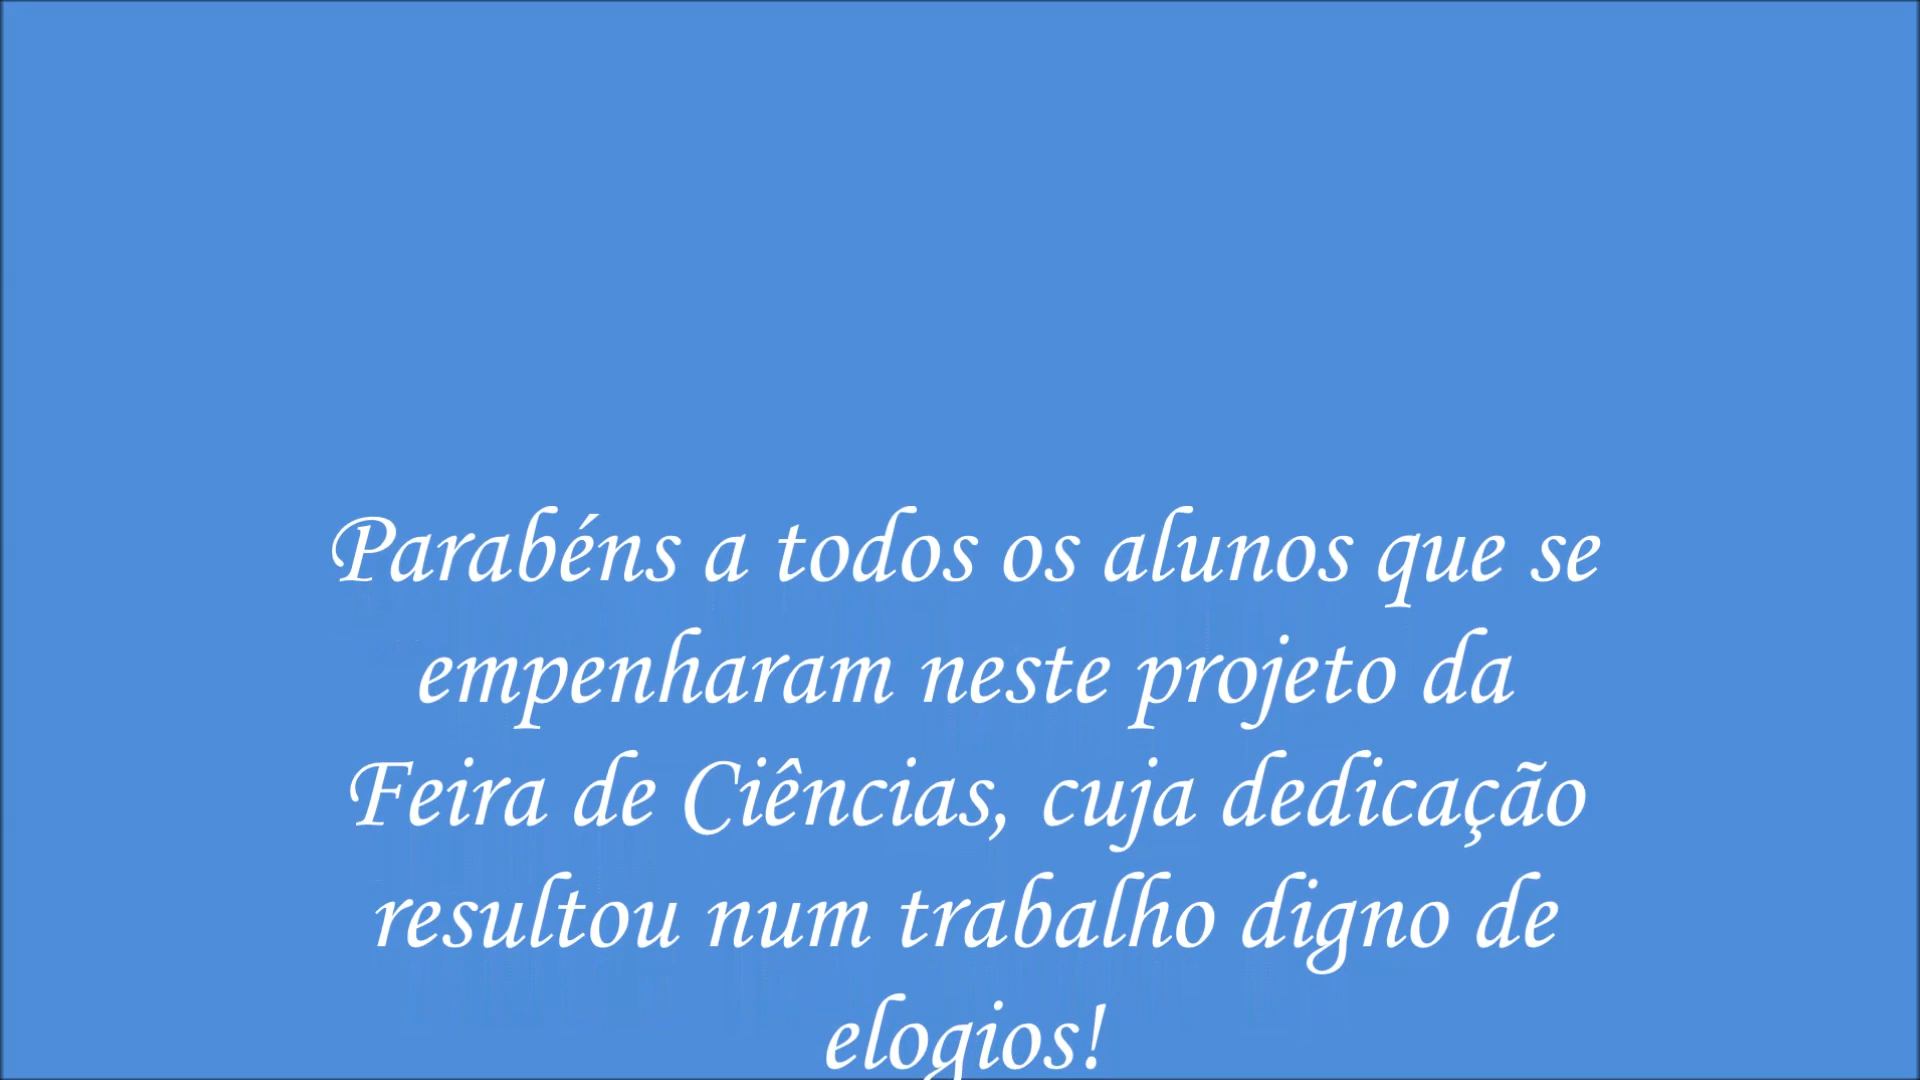 Parabéns a todos os alunos que se
empenharam neste projeto da
Feira de Ciências, cuja dedicação
resultou num trabalho digno de
elogios!